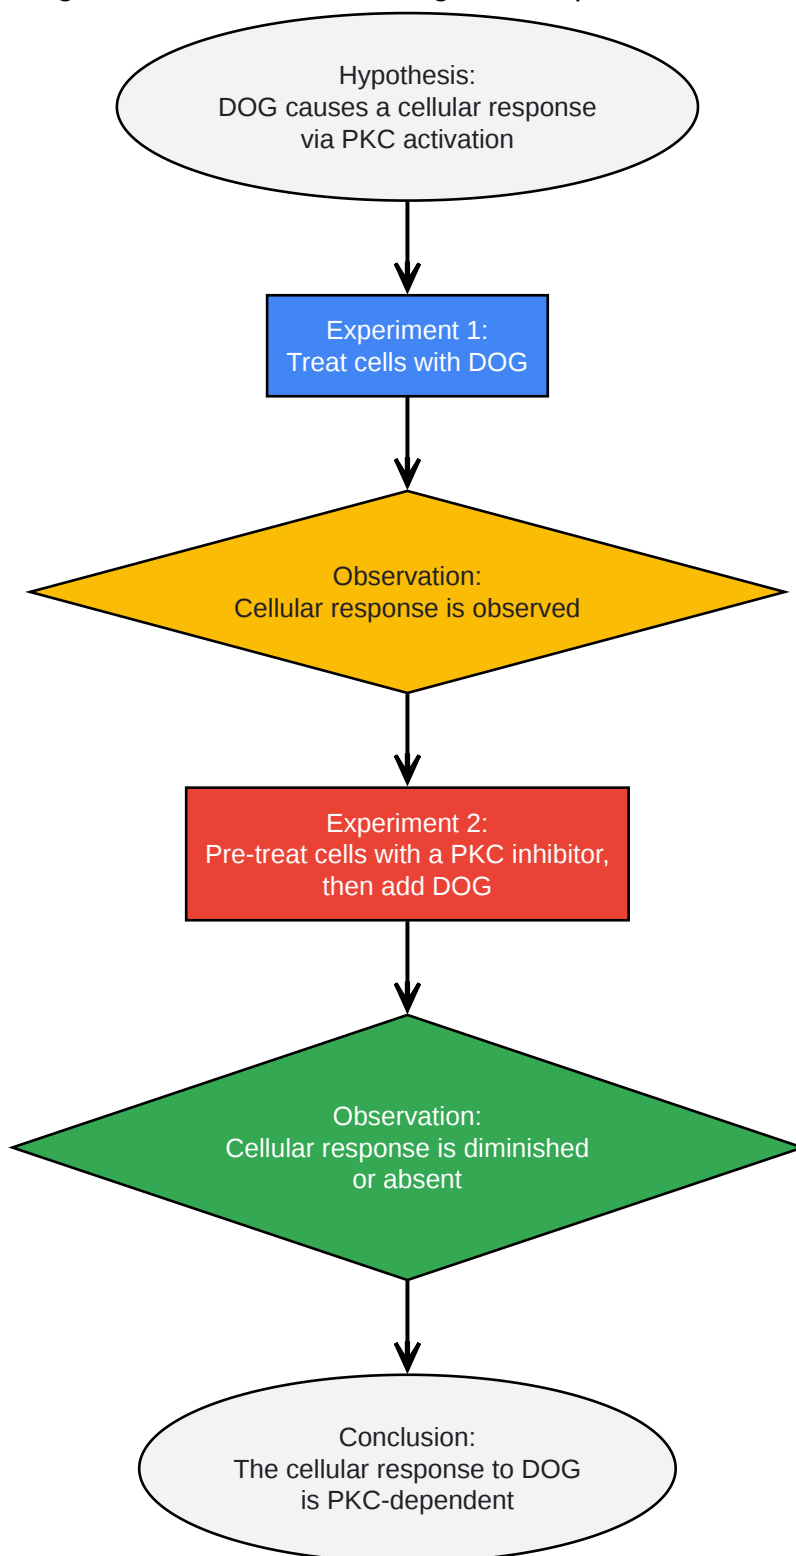 Hypothesis:
DOG causes a cellular response
via PKC activation
Experiment 1:
Treat cells with DOG
Observation:
Cellular response is observed
Experiment 2:
Pre-treat cells with a PKC inhibitor,
then add DOG
Observation:
Cellular response is diminished
or absent
Conclusion:
The cellular response to DOG
is PKC-dependent